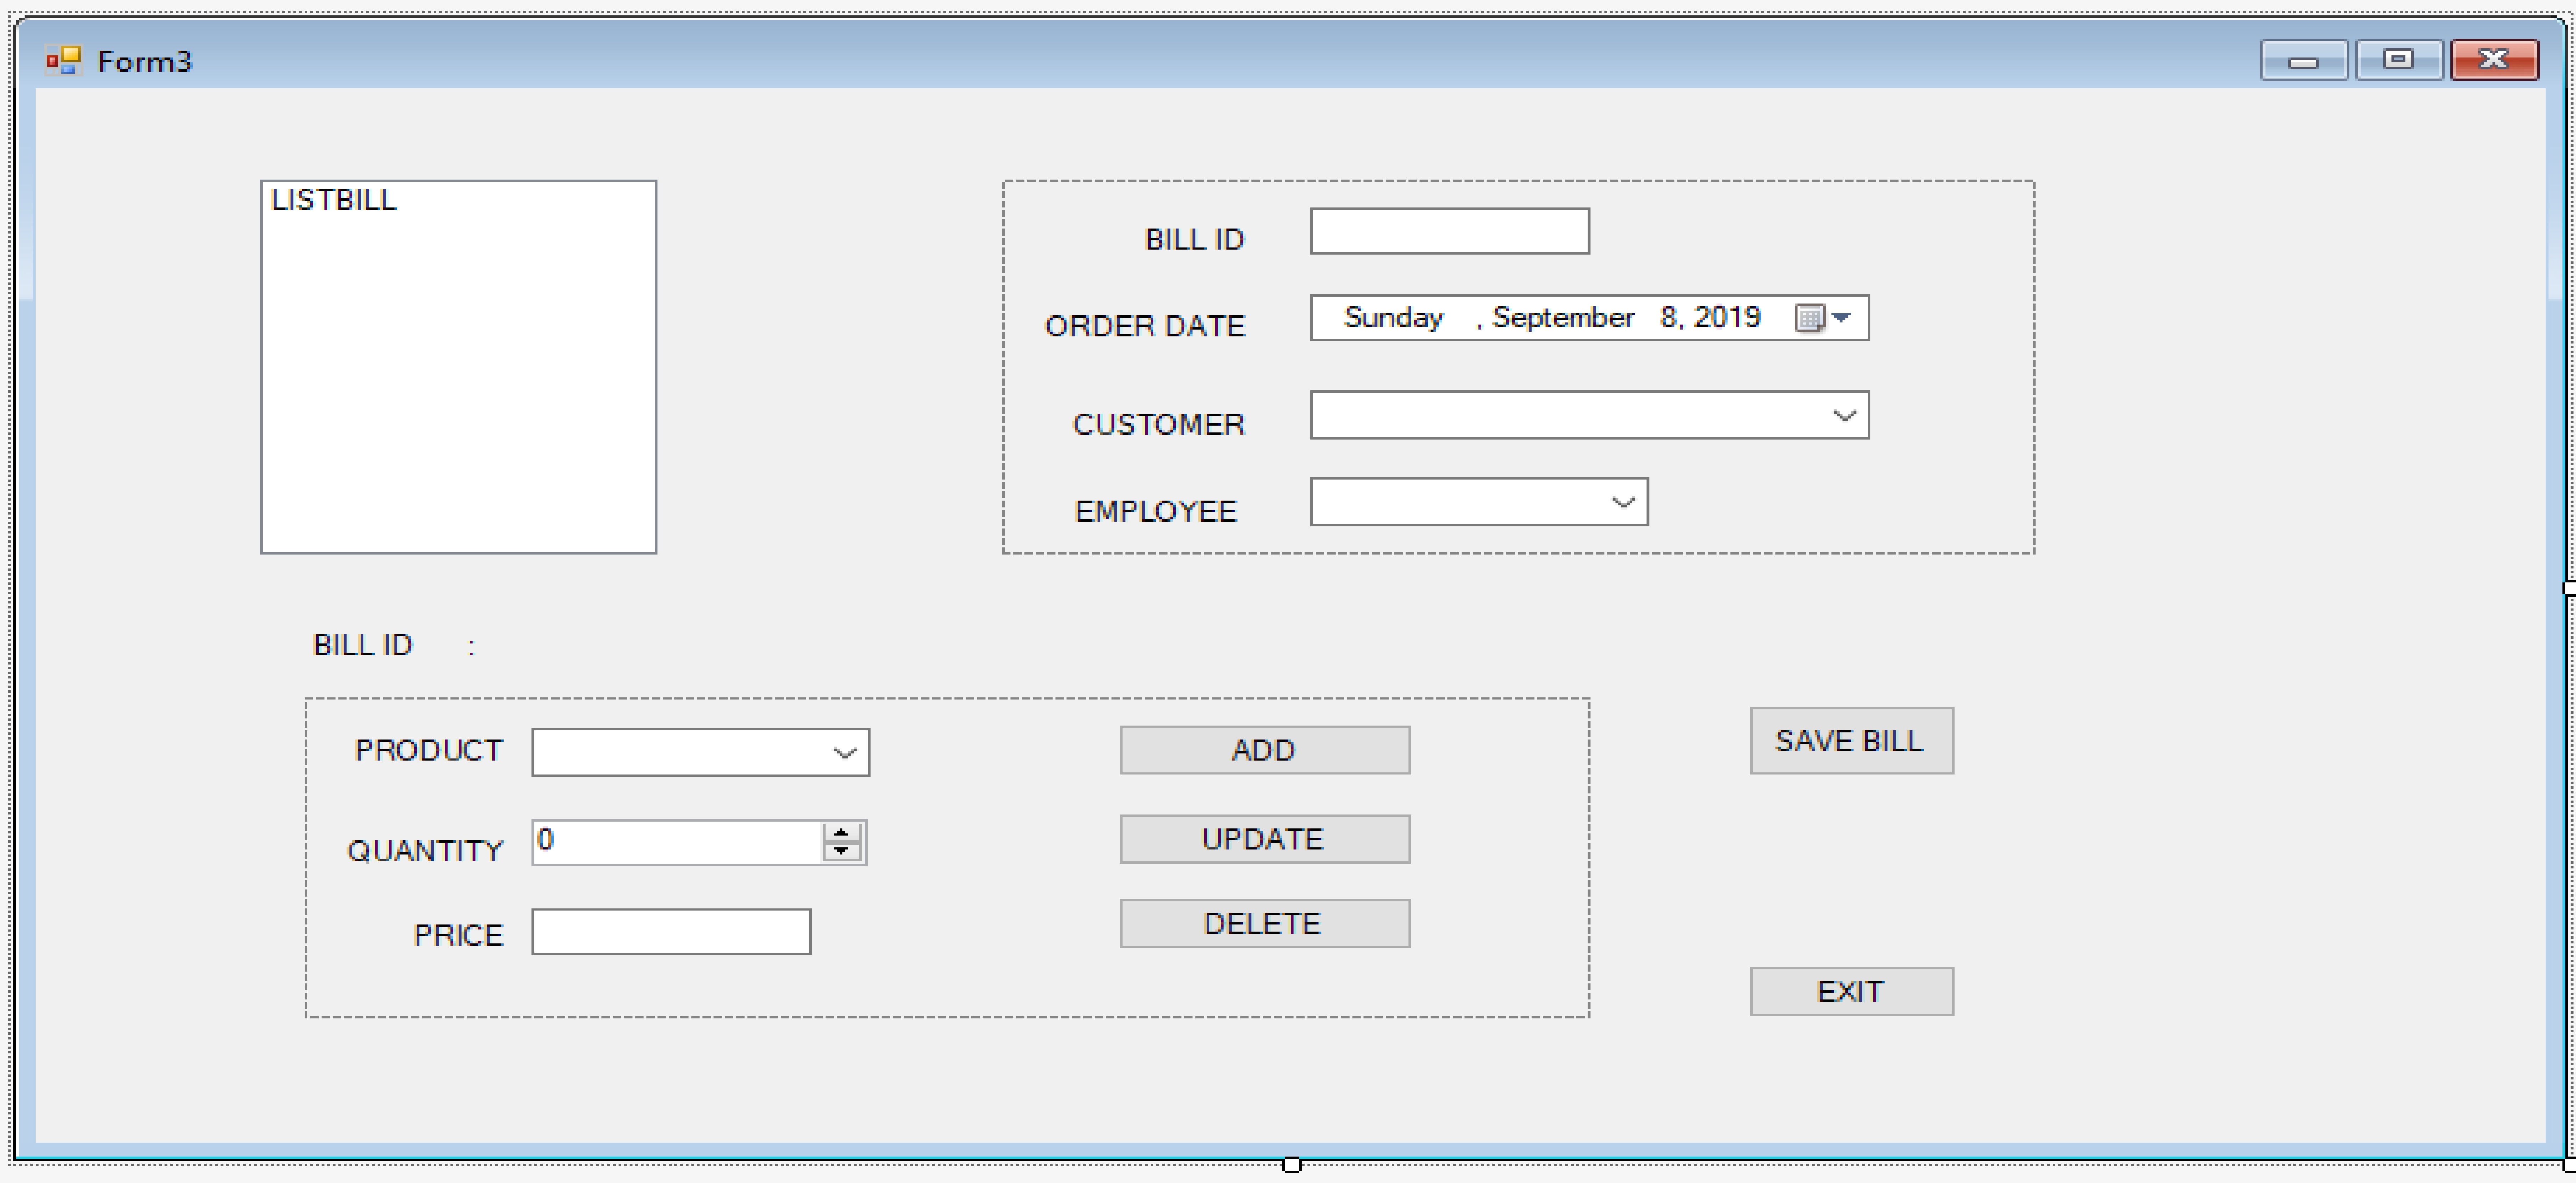 Form3
LISTBILL
BILL ID
ORDER DATE Sunday , September 8, 2019
CUSTOMER
EMPLOYEE
BILL ID :
PRODUCT
QUANTITY 0
PRICE
ADD
UPDATE
DELETE
SAVE BILL
EXIT